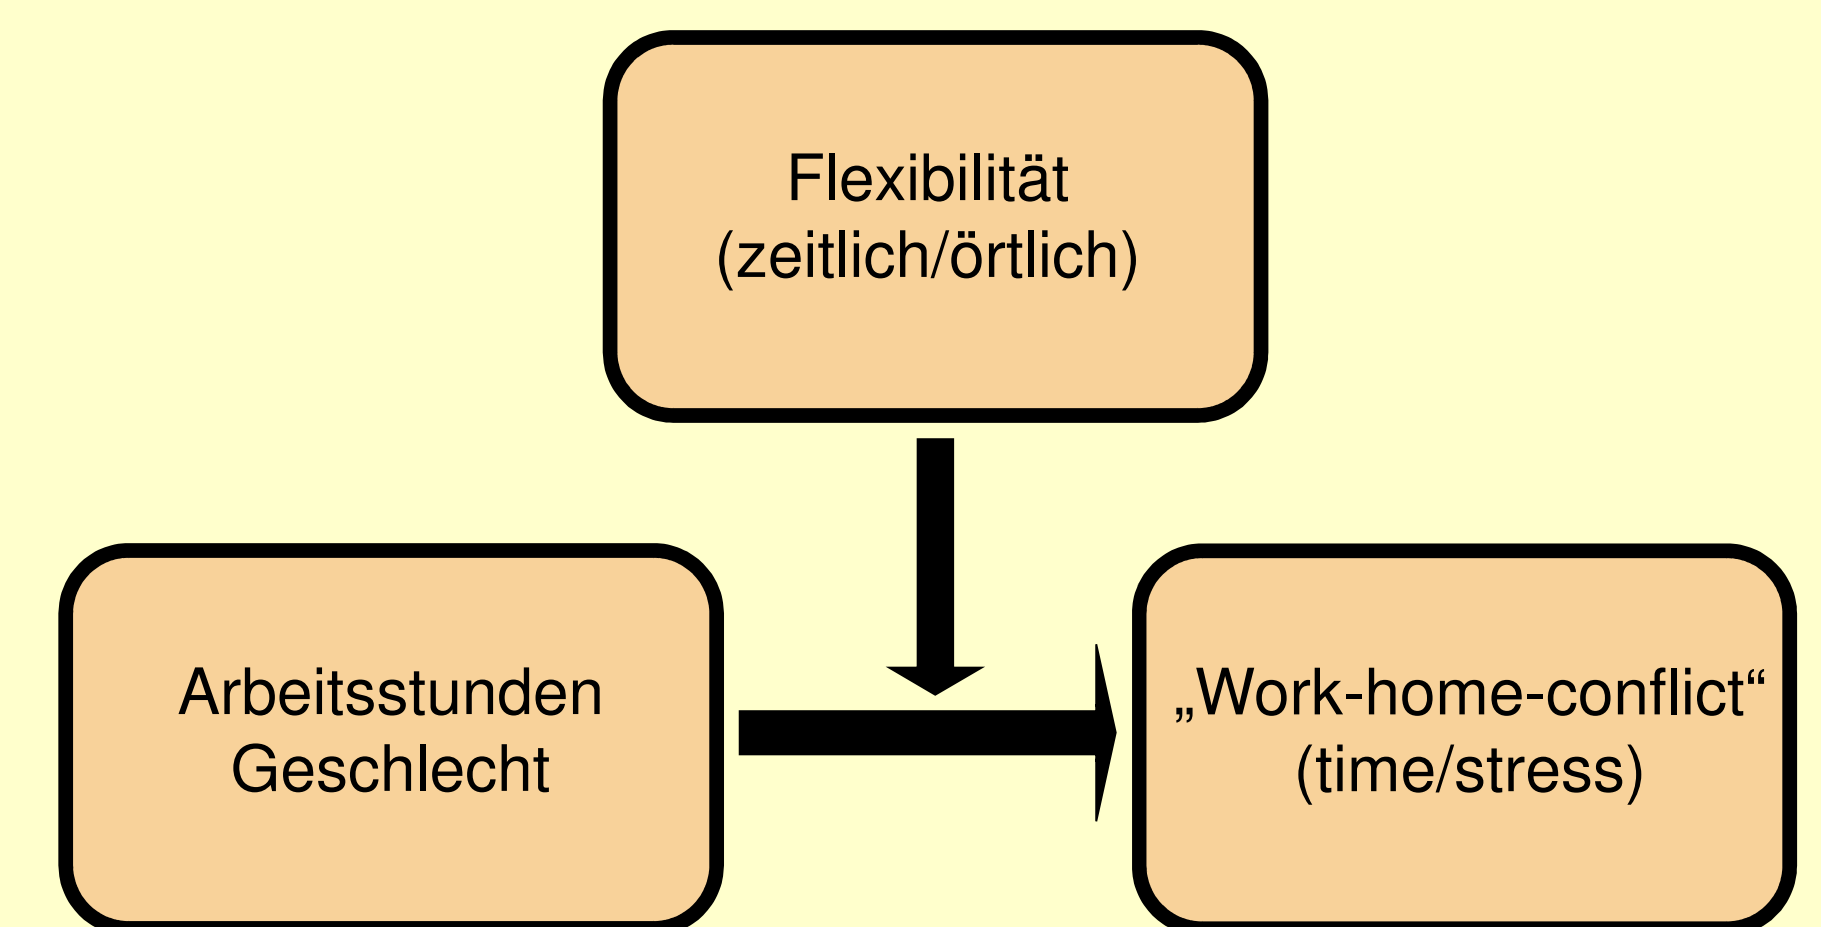 Flexibilität
(zeitlich/örtlich)
Arbeitsstunden
Geschlecht
„Work-home-conflict“
(time/stress)